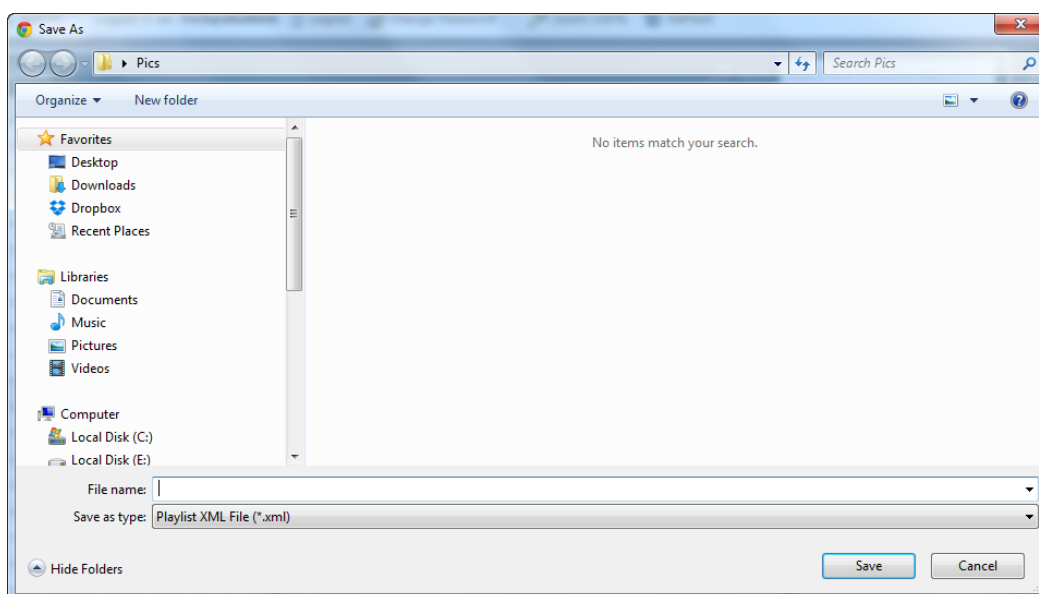 Save As
Pics
Search Pics
Organize
New folder
Favorites
Desktop
Downloads
Dropbox
Recent Places
Libraries
Documents
Music
Pictures
Videos
Computer
Local Disk (C:)
Local Disk (E:)
No items match your search.
File name:
Save as type: Playlist XML File (*.xml)
Hide Folders
Save
Cancel